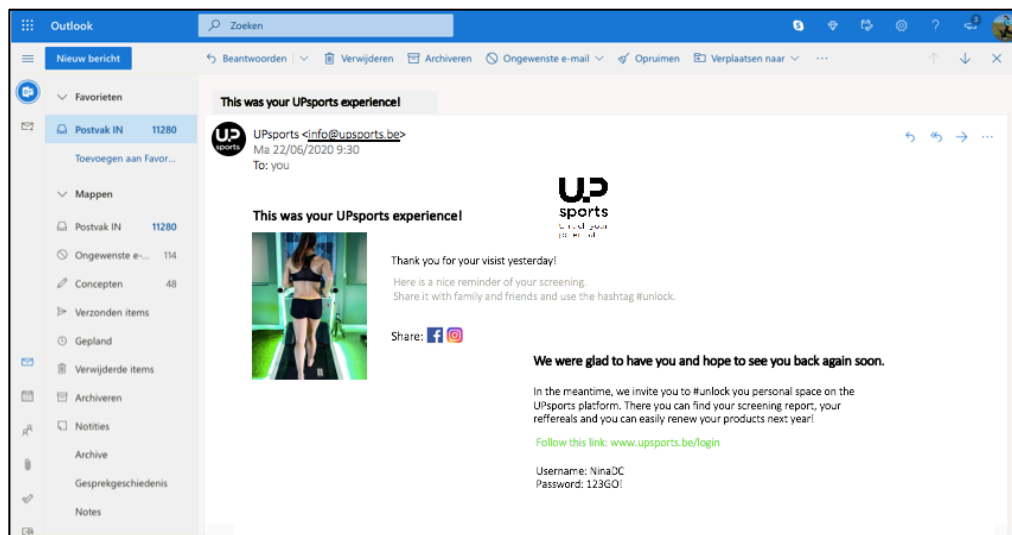 Outlook
Zoeken
3
Nieuw bericht
Beantwoorden
Verwijderen
Archiveren
Ongewenste e-mail
Opruimen
Verplaatsen naar
Favorieten
Postvak IN 11280
Toevoegen aan Favor...
Mappen
Postvak IN 11280
Ongewenste e-... 114
Concepten 48
Verzonden items
Gepland
Verwijderde items
Archiveren
Notities
Archive
Gesprekgeschiedenis
Notes
This was your UPsports experience!
UP
sports
UPsports <info@upsports.be>
Ma 22/06/2020 9:30
To: you
UP
sports
your
This was your UPsports experience!
Thank you for your visist yesterday!
Here is a nice reminder of your screening.
Share it with family and friends and use the hashtag #unlock.
Share:
We were glad to have you and hope to see you back again soon.
In the meantime, we invite you to #unlock you personal space on the
UPsports platform. There you can find your screening report, your
reffereals and you can easily renew your products next year!
Follow this link: www.upsports.be/login
Username: NinaDC
Password: 123GO!